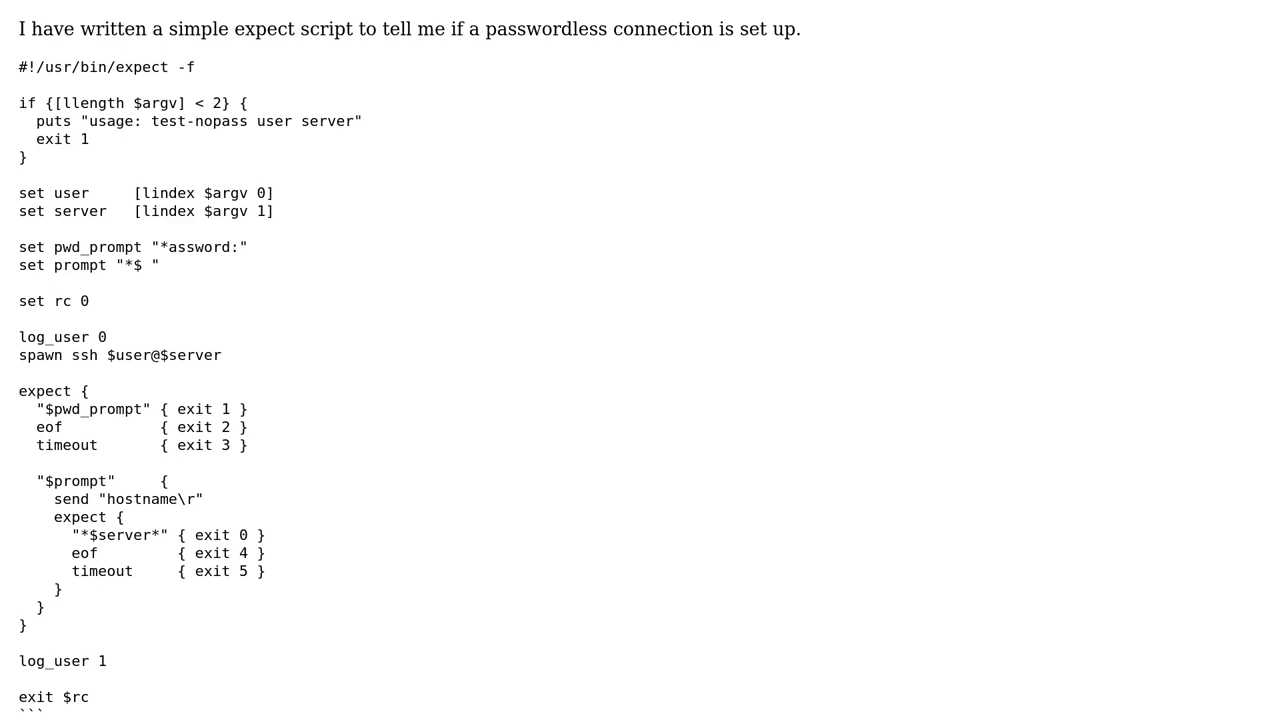 I have written a simple expect script to tell me if a passwordless connection is set up.
#!/usr/bin/expect -f

if {[llength $argv] < 2} {
  puts "usage: test-nopass user server"
  exit 1
}

set user     [lindex $argv 0]
set server   [lindex $argv 1]

set pwd_prompt "*assword:"
set prompt "*$ "

set rc 0

log_user 0
spawn ssh $user@$server

expect {
  "$pwd_prompt" { exit 1 }
  eof           { exit 2 }
  timeout       { exit 3 }

  "$prompt"     {
    send "hostname\r"
    expect {
      "*$server*" { exit 0 }
      eof         { exit 4 }
      timeout     { exit 5 }
    }
  }
}

log_user 1

exit $rc
```